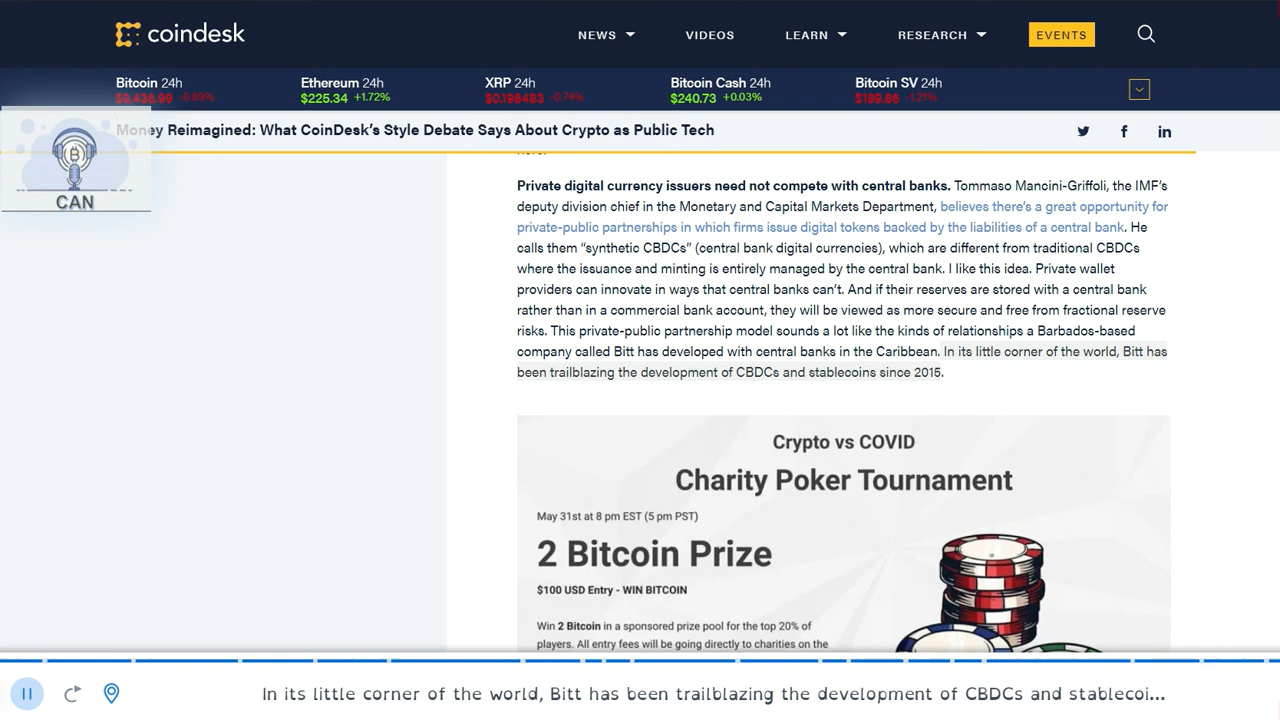 coindesk
NEWS VIDEOS LEARN RESEARCH EVENTS
Bitcoin 24h Ethereum 24h XRP 24h Bitcoin Cash 24h Bitcoin SV 24h
$9,435.99 -0.89% $225.34 +1.72% $0.198483 -0.74% $240.73 +0.03% $189.86 -1.21%
Money Reimagined: What CoinDesk’s Style Debate Says About Crypto as Public Tech
CAN
Private digital currency issuers need not compete with central banks. Tommaso Mancini-Griffoli, the IMF’s
deputy division chief in the Monetary and Capital Markets Department, believes there’s a great opportunity for
private-public partnerships in which firms issue digital tokens backed by the liabilities of a central bank. He
calls them “synthetic CBDCs” (central bank digital currencies), which are different from traditional CBDCs
where the issuance and minting is entirely managed by the central bank. I like this idea. Private wallet
providers can innovate in ways that central banks can’t. And if their reserves are stored with a central bank
rather than in a commercial bank account, they will be viewed as more secure and free from fractional reserve
risks. This private-public partnership model sounds a lot like the kinds of relationships a Barbados-based
company called Bitt has developed with central banks in the Caribbean. In its little corner of the world, Bitt has
been trailblazing the development of CBDCs and stablecoins since 2015.
Crypto vs COVID
Charity Poker Tournament
May 31st at 8 pm EST (5 pm PST)
2 Bitcoin Prize
$100 USD Entry - WIN BITCOIN
Win 2 Bitcoin in a sponsored prize pool for the top 20% of
players. All entry fees will be going directly to charities on the
In its little corner of the world, Bitt has been trailblazing the development of CBDCs and stablecoi...